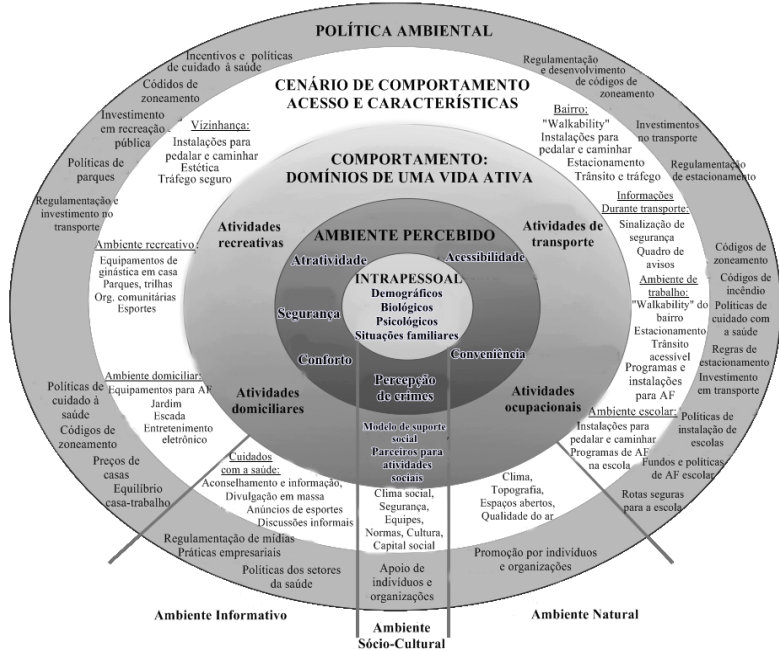 POLÍTICA AMBIENTAL
Incentivos e políticas
de cuidado à saúde
Códidos de
zoneamento
Investimento
em recreação
pública
Políticas de
parques
Regulamentação e
investimento no
transporte
Regulamentação
e desenvolvimento
de códigos de
zoneamento
Investimentos
no transporte
Regulamentação
de estacionamento
CENÁRIO DE COMPORTAMENTO
ACESSO E CARACTERÍSTICAS
Vizinhança:
Instalações para
pedalar e caminhar
Estética
Tráfego seguro
Bairro:
"Walkability"
Instalações para
pedalar e caminhar
Estacionamento
Trânsito e tráfego
Informações
Durante transporte:
Sinalização de
segurança
Quadro de
avisos
COMPORTAMENTO:
DOMÍNIOS DE UMA VIDA ATIVA
Atividades
recreativas
Atividades de
transporte
AMBIENTE PERCEBIDO
Atratividade
Acessibilidade
INTRAPESSOAL
Demográficos
Biológicos
Psicológicos
Situações familiares
Segurança
Conforto
Conveniência
Percepção
de crimes
Ambiente recreativo:
Equipamentos de
ginástica em casa
Parques, trilhas
Org. comunitárias
Esportes
Ambiente de
trabalho:
"Walkability" do
bairro
Estacionamento
Trânsito
acessível
Programas e
instalações
para AF
Códigos de
zoneamento
Códigos de
incêndio
Políticas de
cuidado com
a saúde
Regras de
estacionamento
Investimento
em transporte
Ambiente domiciliar:
Equipamentos para AF
Jardim
Escada
Entretenimento
eletrônico
Atividades
domiciliares
Atividades
ocupacionais
Políticas de
cuidado à
saúde
Códigos de
zoneamento
Preços de
casas
Equilíbrio
casa-trabalho
Ambiente escolar:
Instalações para
pedalar e caminhar
Programas de AF
na escola
Políticas de
instalação de
escolas
Fundos e políticas
de AF escolar
Rotas seguras
para a escola
Modelo de suporte
social
Parceiros para
atividades
sociais
Cuidados
com a saúde:
Aconselhamento e informação,
Divulgação em massa
Anúncios de esportes
Discussões informais
Clima social,
Segurança,
Equipes,
Normas, Cultura,
Capital social
Clima,
Topografia,
Espaços abertos,
Qualidade do ar
Regulamentação de mídias
Práticas empresariais
Políticas dos setores
da saúde
Apoio de
indivíduos e
organizações
Promoção por indivíduos
e organizações
Ambiente Informativo
Ambiente
Sócio-Cultural
Ambiente Natural